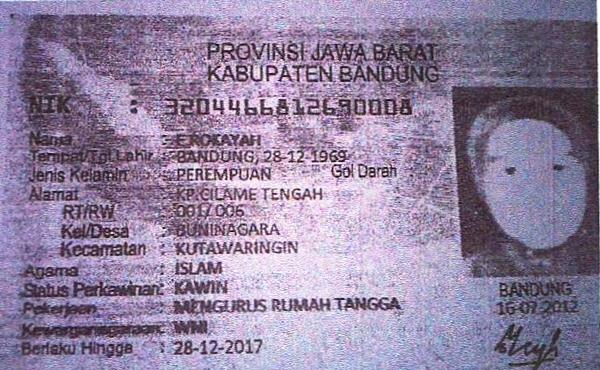 PROVINSI JAWA BARAT
KABUPATEN BANDUNG
NIK : 3204466812690008
Nama : E.ROKAYAH
Tempat/Tgl Lahir : BANDUNG, 28-12-1969
Jenis Kelamin : PEREMPUAN Gol Darah
Alamat : KP.CILAME TENGAH
RT/RW : 001/ 006
Kel/Desa : BUNINAGARA
Kecamatan : KUTAWARINGIN
Agama : ISLAM
Status Perkawinan: KAWIN
Pekerjaan : MENGURUS RUMAH TANGGA
Kewarganegaraan: WNI
Berlaku Hingga : 28-12-2017
BANDUNG
16-07-2012